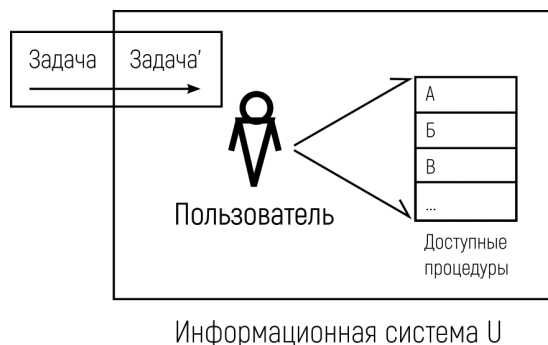 Задача Задача'
А
Б
В
...
Пользователь
Доступные
процедуры
Информационная система U